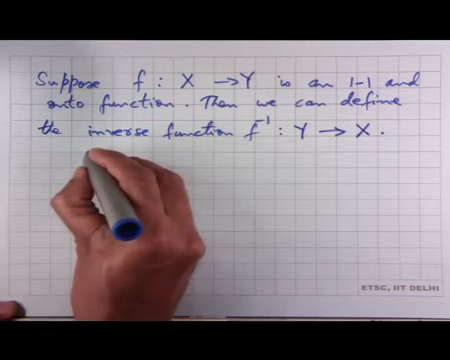 Suppose f : X → Y is an 1-1 and
onto function. Then we can define
the inverse function f⁻¹ : Y → X.
ETSC, IIT DELHI